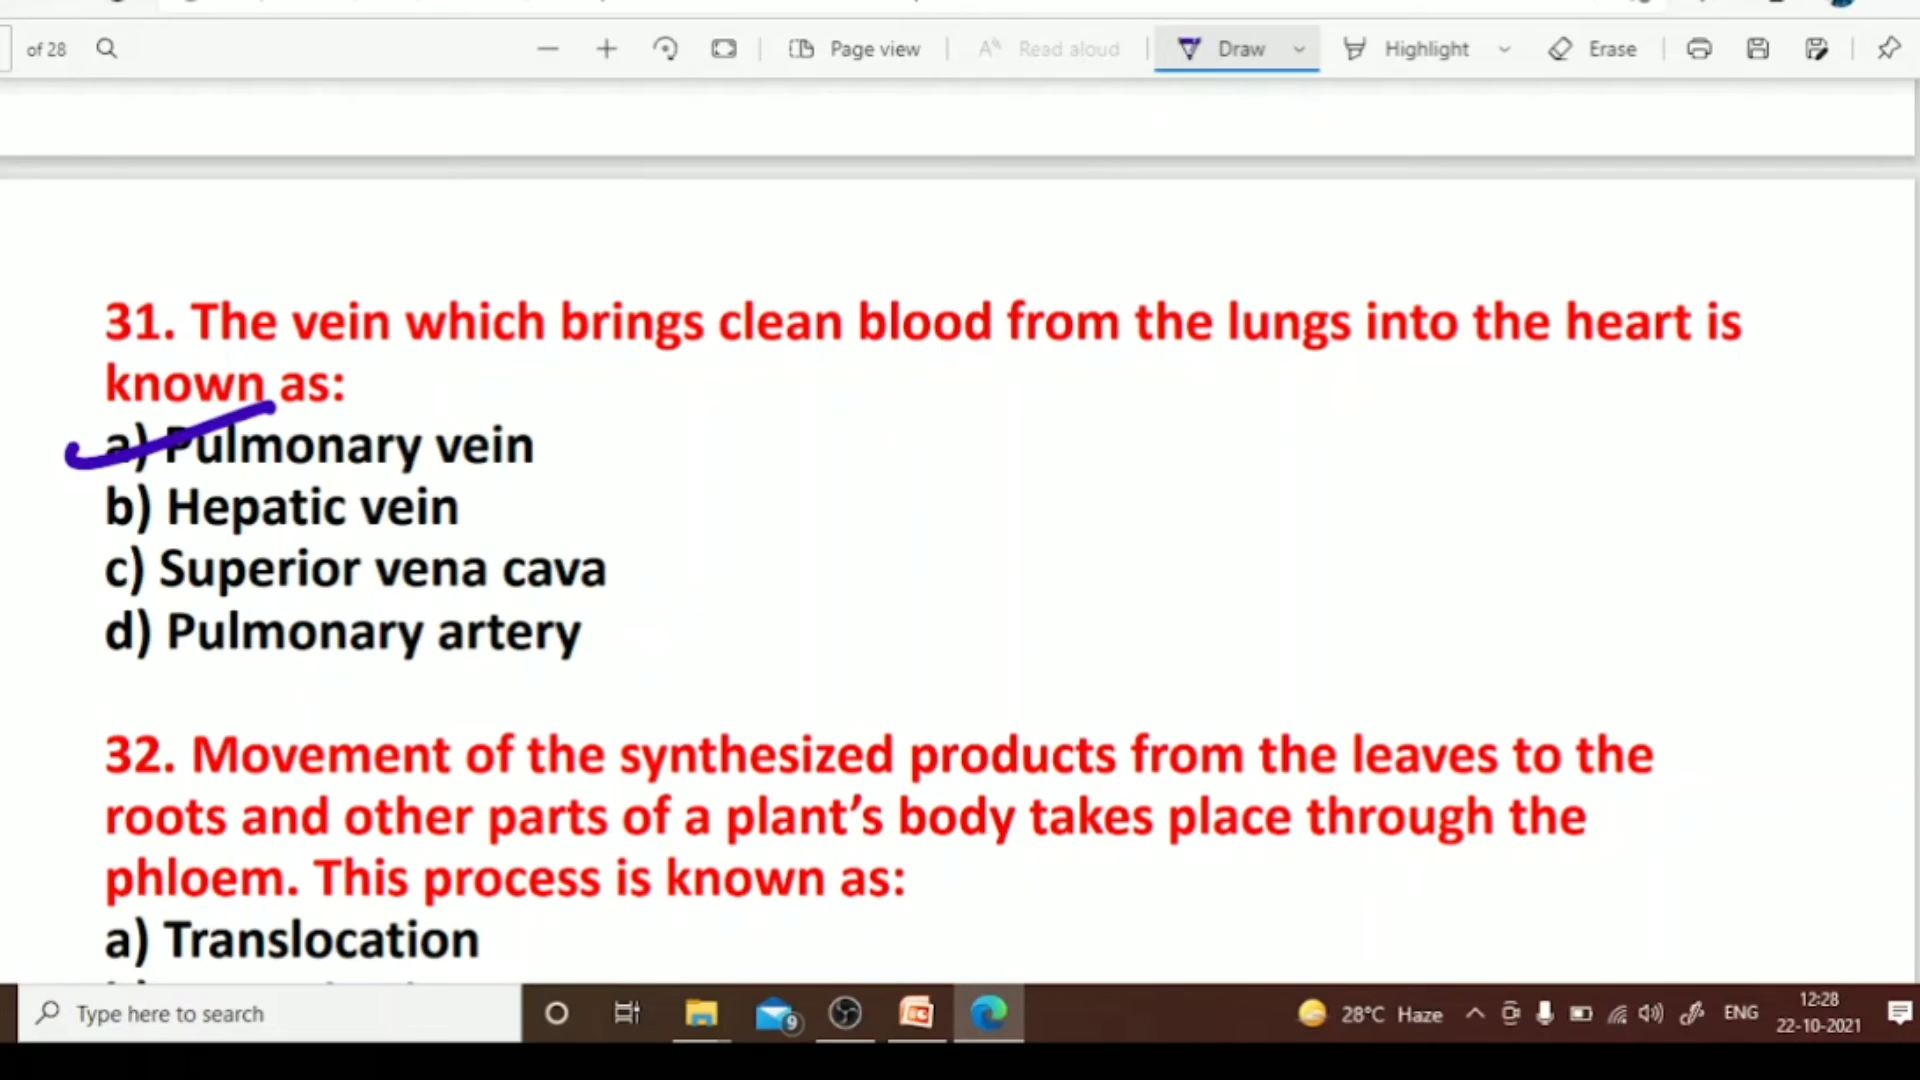 of 28 Page view Read aloud Draw Highlight Erase
31. The vein which brings clean blood from the lungs into the heart is
known as:
a) Pulmonary vein
b) Hepatic vein
c) Superior vena cava
d) Pulmonary artery
32. Movement of the synthesized products from the leaves to the
roots and other parts of a plant’s body takes place through the
phloem. This process is known as:
a) Translocation
Type here to search 9 28°C Haze ENG 12:28
22-10-2021